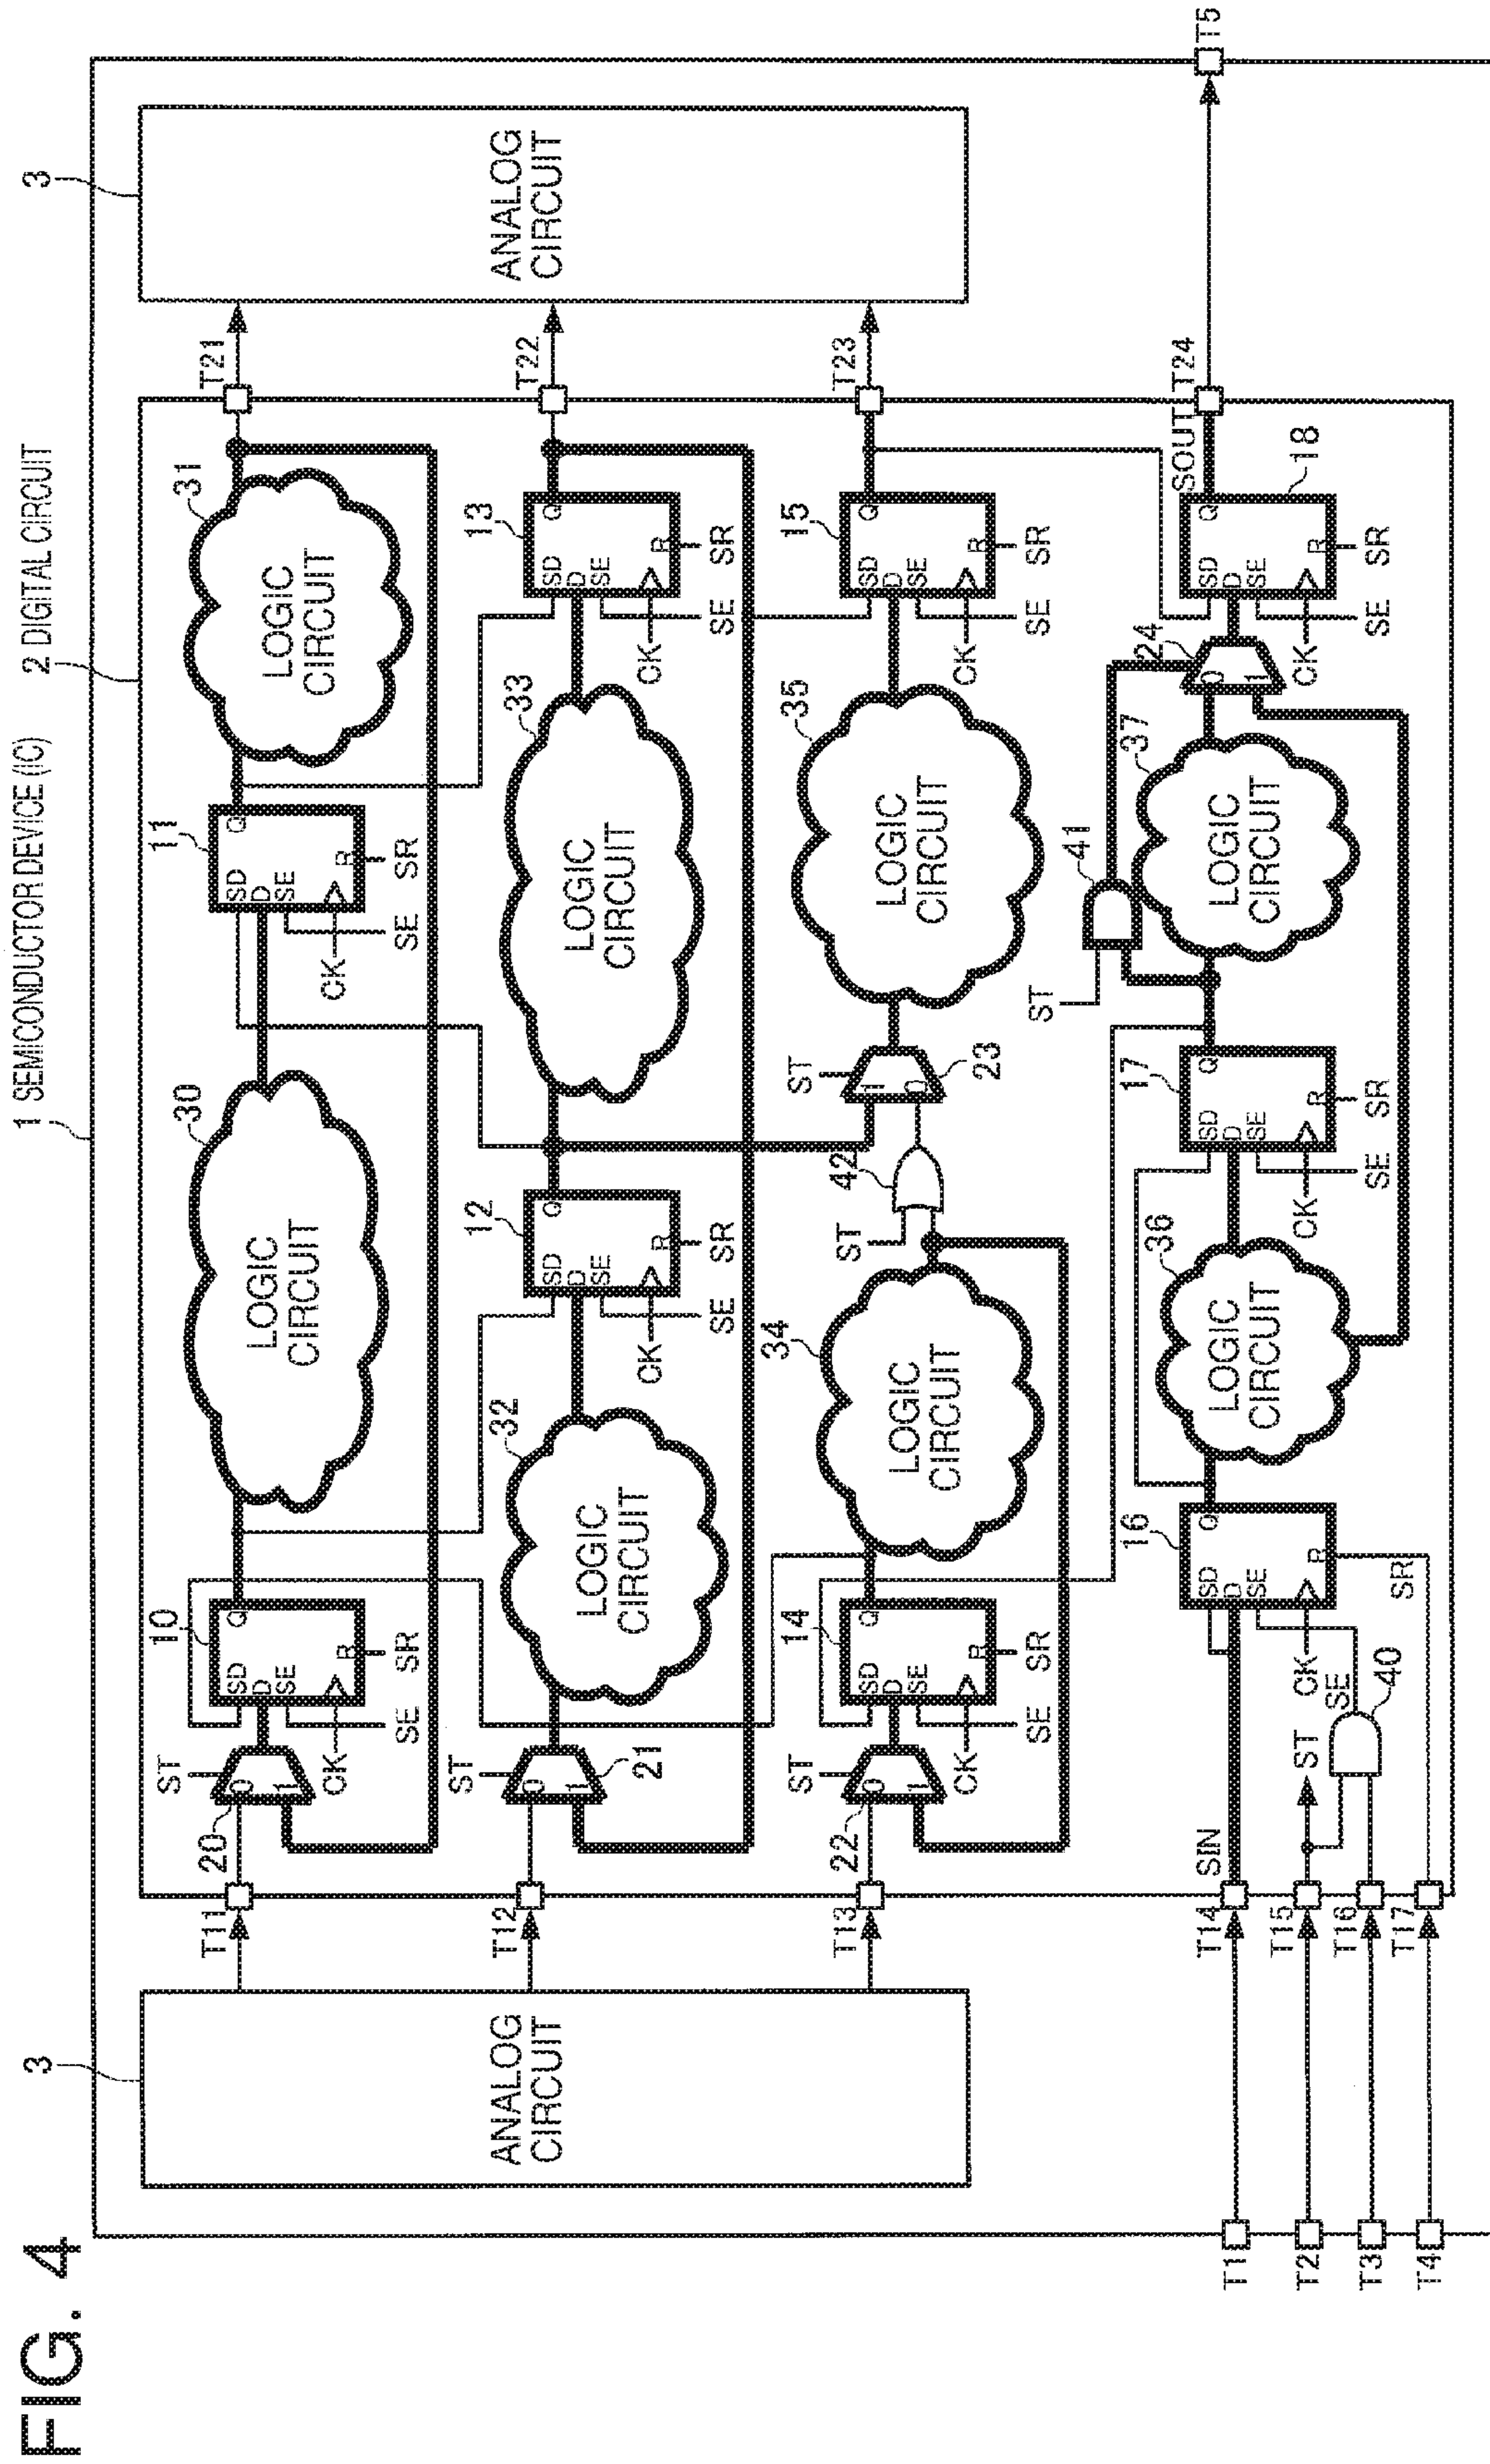 FIG. 4
1 SEMICONDUCTOR DEVICE (IC)
2 DIGITAL CIRCUIT
3
3
ANALOG
CIRCUIT
ANALOG
CIRCUIT
T11
20
0
1
ST
10
SD
D
SE
Q
R
CK
SE
SR
30
LOGIC
CIRCUIT
11
SD
D
SE
Q
R
CK
SE
SR
31
LOGIC
CIRCUIT
T21
T12
ST
0
1
21
32
LOGIC
CIRCUIT
12
SD
D
SE
Q
R
CK
SE
SR
33
LOGIC
CIRCUIT
13
SD
D
SE
Q
R
CK
SE
SR
T22
T13
22
0
1
ST
14
SD
D
SE
Q
R
CK
SE
SR
34
LOGIC
CIRCUIT
ST
42
ST
1
0
23
35
LOGIC
CIRCUIT
15
SD
D
SE
Q
R
CK
SE
SR
T23
T1
T14
SIN
T2
T15
ST
T3
T16
40
SE
T4
T17
SR
16
SD
D
SE
Q
R
CK
36
LOGIC
CIRCUIT
17
SD
D
SE
Q
R
CK
SE
SR
ST
41
37
LOGIC
CIRCUIT
24
0
1
18
SD
D
SE
Q
R
CK
SE
SR
SOUT
T24
T5